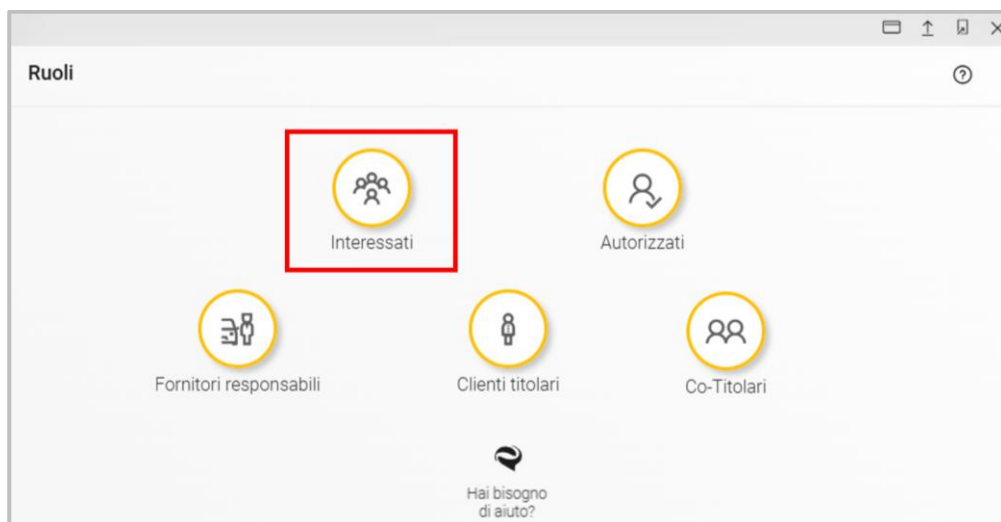 Ruoli
Interessati
Autorizzati
Fornitori responsabili
Clienti titolari
Co-Titolari
Hai bisogno
di aiuto?